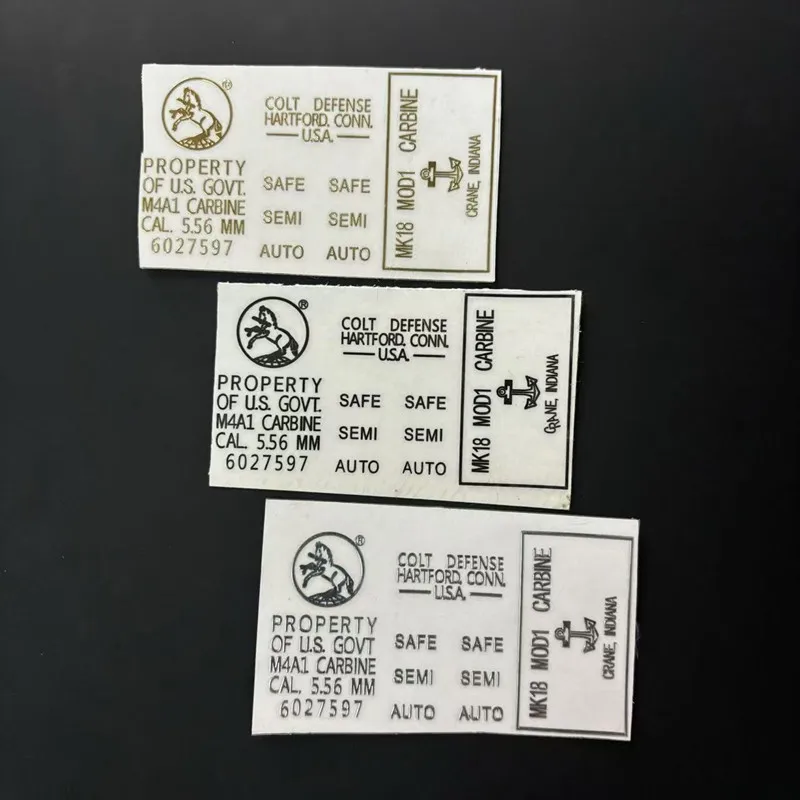 ®
COLT DEFENSE
HARTFORD, CONN.
U.S.A.
PROPERTY
OF U.S. GOVT.
M4A1 CARBINE
CAL. 5.56 MM
6027597
SAFE SAFE
SEMI SEMI
AUTO AUTO
MK18 MOD1 CARBINE
CRANE, INDIANA
®
COLT DEFENSE
HARTFORD, CONN.
U.S.A.
PROPERTY
OF U.S. GOVT.
M4A1 CARBINE
CAL. 5.56 MM
6027597
SAFE SAFE
SEMI SEMI
AUTO AUTO
MK18 MOD1 CARBINE
CRANE, INDIANA
®
COLT DEFENSE
HARTFORD, CONN.
U.S.A.
PROPERTY
OF U.S. GOVT
M4A1 CARBINE
CAL. 5.56 MM
6027597
SAFE SAFE
SEMI SEMI
AUTO AUTO
MK18 MOD1 CARBINE
CRANE, INDIANA